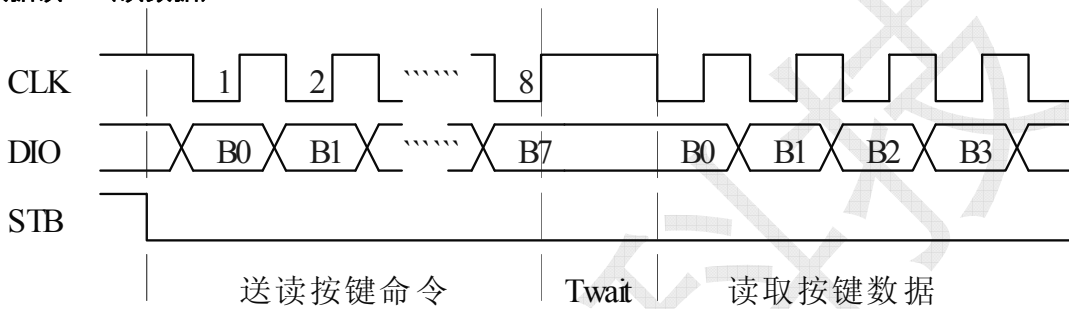 CLK 1 2 ...... 8
DIO B0 B1 ...... B7 B0 B1 B2 B3
STB
送读按键命令 Twait 读取按键数据